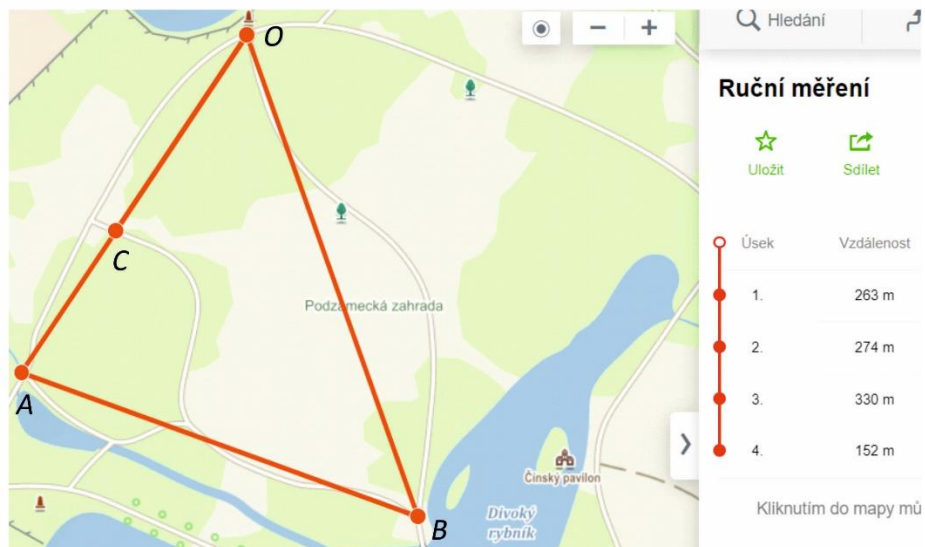 O
C
A
B
Podzámecká zahrada
Čínský pavilon
Divoký
rybník
Hledání
Ruční měření
Uložit Sdílet
Úsek Vzdálenost
1. 263 m
2. 274 m
3. 330 m
4. 152 m
Kliknutím do mapy mů